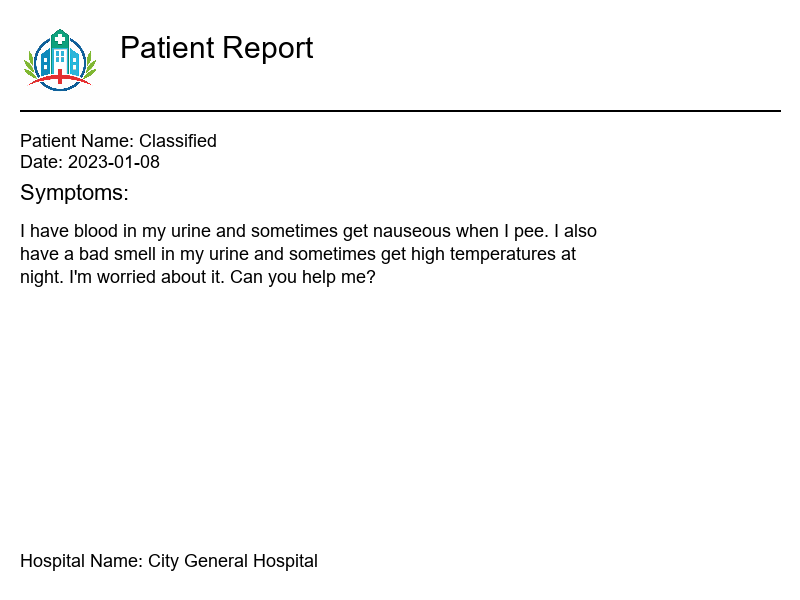 Patient Report
Patient Name: Classified
Date: 2023-01-08
Symptoms:
I have blood in my urine and sometimes get nauseous when I pee. I also
have a bad smell in my urine and sometimes get high temperatures at
night. I'm worried about it. Can you help me?
Hospital Name: City General Hospital